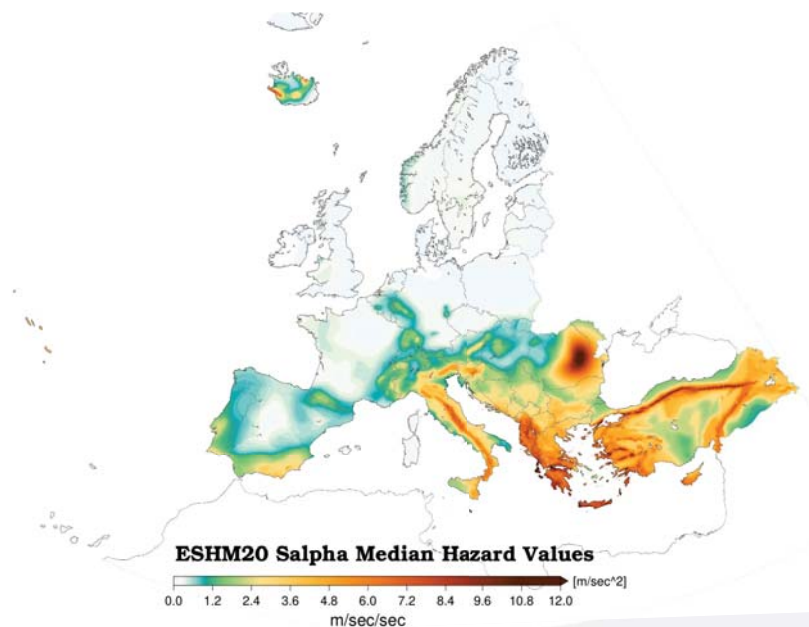 ESHM20 Salpha Median Hazard Values
[m/sec^2]
0.0 1.2 2.4 3.6 4.8 6.0 7.2 8.4 9.6 10.8 12.0
m/sec/sec